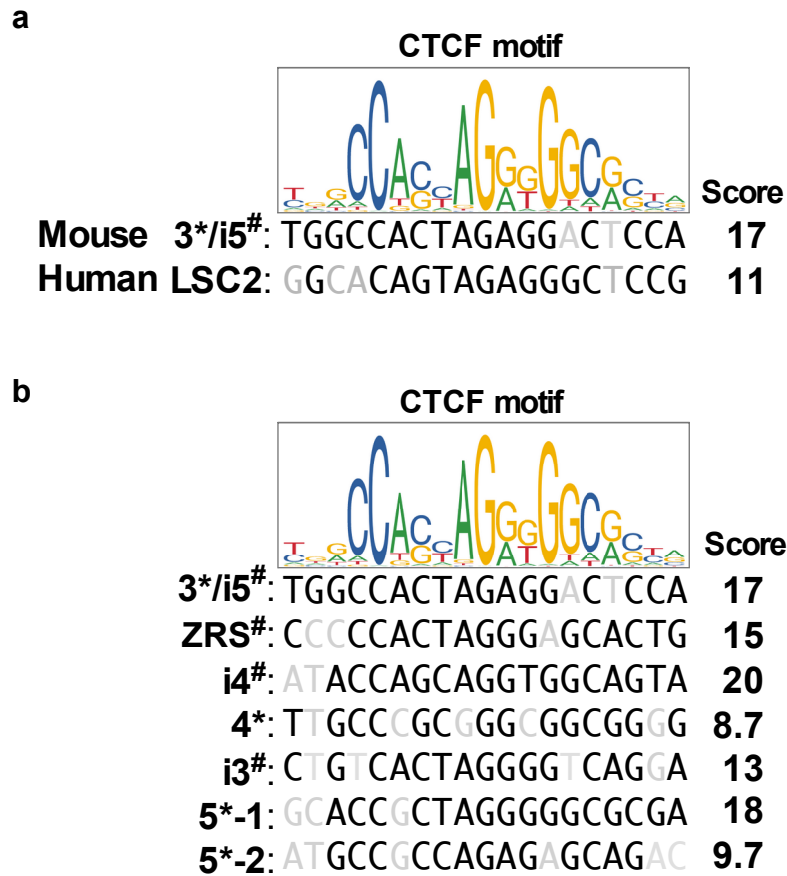 a
CTCF motif
Score
Mouse 3*/i5#: TGGCCACTAGAGGACTCCA 17
Human LSC2: GGCACAGTAGAGGGCTCCG 11
b
CTCF motif
Score
3*/i5#: TGGCCACTAGAGGACTCCA 17
ZRS#: CCCCCACTAGGGAGCACTG 15
i4#: ATACCAGCAGGTGGCAGTA 20
4*: TTGCCCGCGGGCGGCGGGG 8.7
i3#: CTGTCACTAGGGGTCAGGA 13
5*-1: GCACCGCTAGGGGGCGCGA 18
5*-2: ATGCCGCCAGAGAGCAGAC 9.7